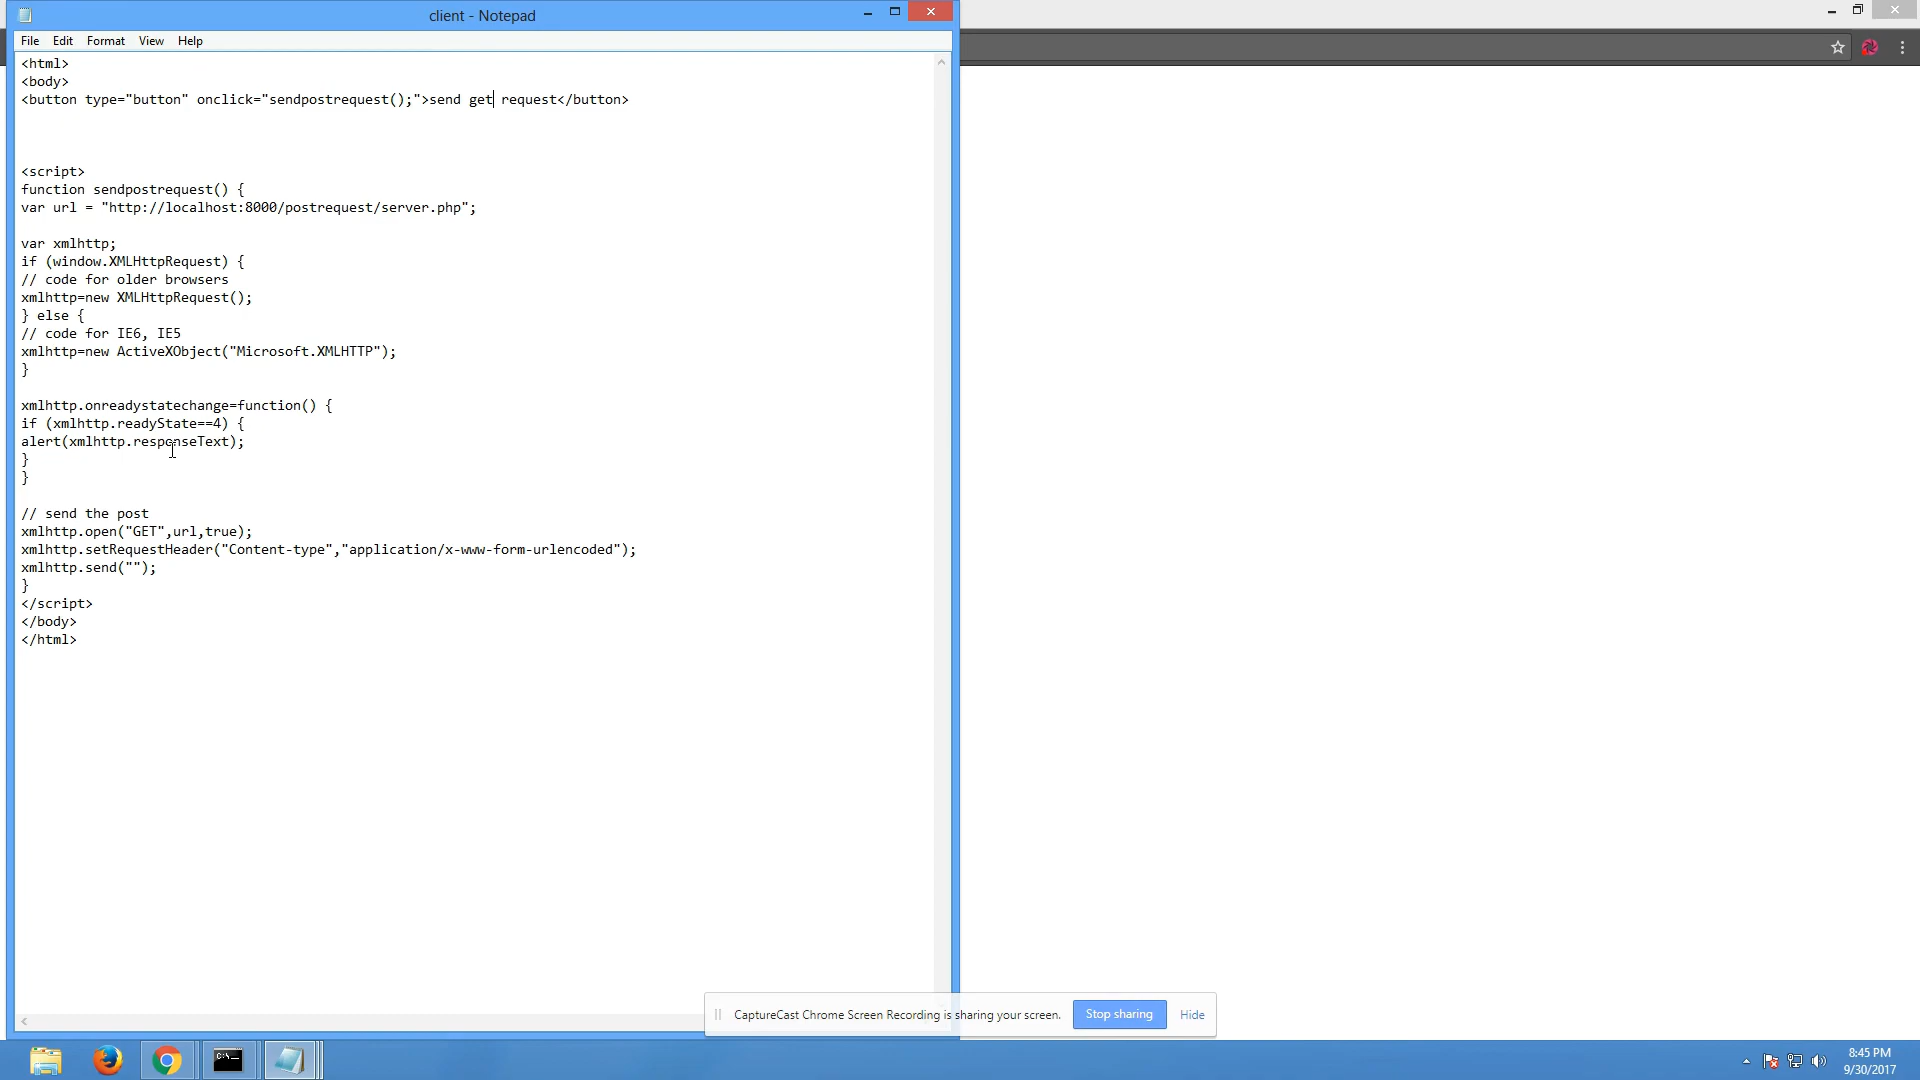 client - Notepad
File Edit Format View Help
<html>
<body>
<button type="button" onclick="sendpostrequest();">send get request</button>
<script>
function sendpostrequest() {
var url = "http://localhost:8000/postrequest/server.php";
var xmlhttp;
if (window.XMLHttpRequest) {
// code for older browsers
xmlhttp=new XMLHttpRequest();
} else {
// code for IE6, IE5
xmlhttp=new ActiveXObject("Microsoft.XMLHTTP");
}
xmlhttp.onreadystatechange=function() {
if (xmlhttp.readyState==4) {
alert(xmlhttp.responseText);
}
}
// send the post
xmlhttp.open("GET",url,true);
xmlhttp.setRequestHeader("Content-type","application/x-www-form-urlencoded");
xmlhttp.send("");
}
</script>
</body>
</html>
CaptureCast Chrome Screen Recording is sharing your screen. Stop sharing Hide
C:\_
8:45 PM
9/30/2017